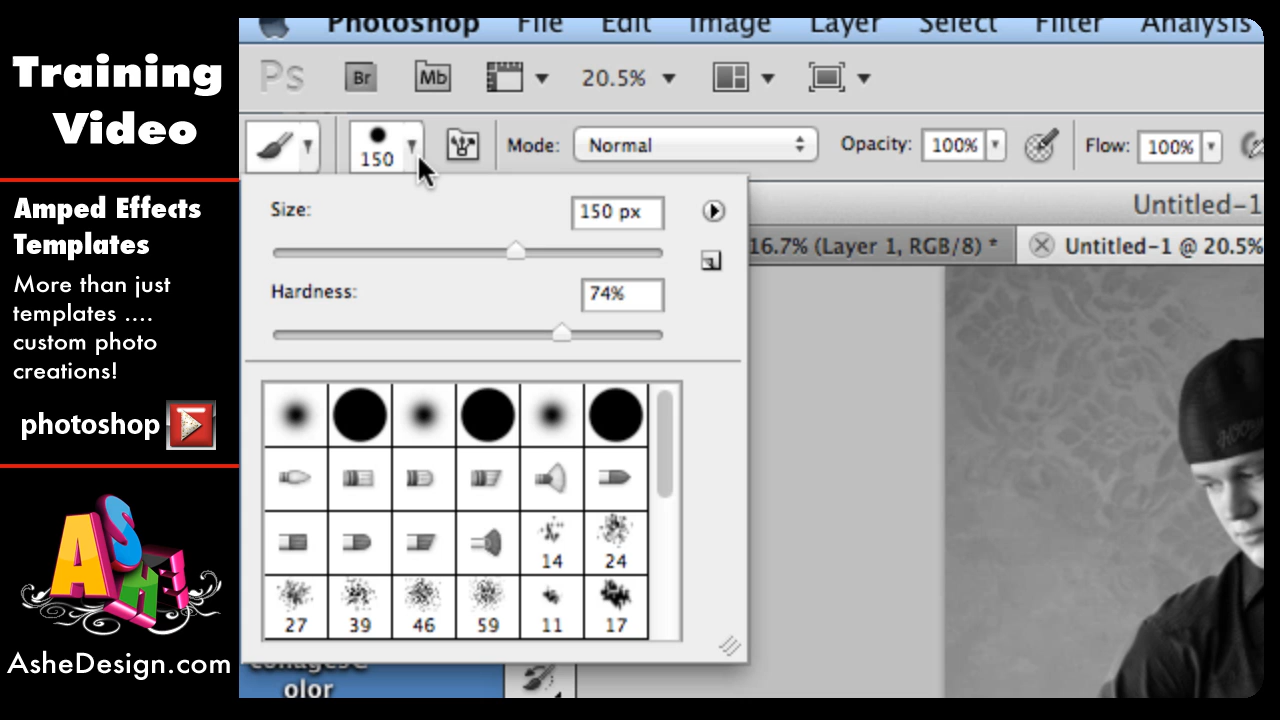 Training
Video
Amped Effects
Templates
More than just
templates ....
custom photo
creations!
photoshop
ASHE
AsheDesign.com
Photoshop File Edit Image Layer Select Filter Analysis
Ps Br Mb 20.5%
150 Mode: Normal Opacity: 100% Flow: 100%
Untitled-1
16.7% (Layer 1, RGB/8) * Untitled-1 @ 20.5%
Size: 150 px
Hardness: 74%
14 24
27 39 46 59 11 17
olor